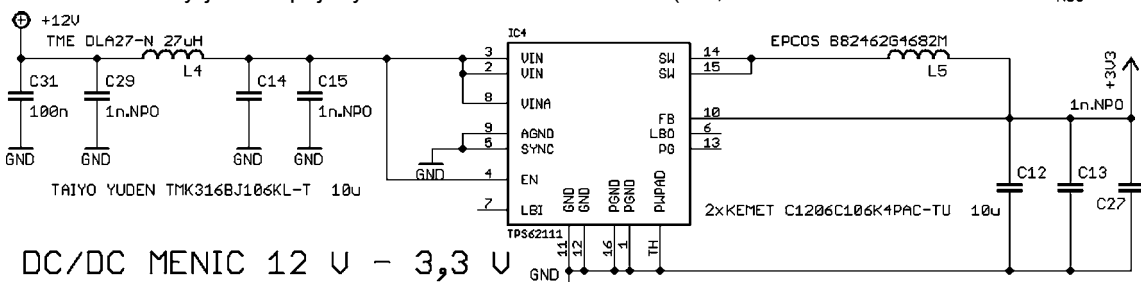 +12V
TME DLA27-N 27uH
L4
C31
100n
C29
1n.NPO
C14
C15
1n.NPO
GND
GND
GND
GND
TAIYO YUDEN TMK316BJ106KL-T 10u
IC4
3 VIN
2 VIN
8 VINA
9 AGND
5 SYNC
4 EN
7 LBI
GND
SW 14
SW 15
FB 10
LBO 6
PG 13
GND
GND
PGND
PGND
PWPAD
TPS62111
11
12
16
1
TH
GND
EPCOS B82462G4682M
L5
+3V3
1n.NPO
C12
C13
C27
2xKEMET C1206C106K4PAC-TU 10u
DC/DC MENIC 12 V - 3,3 V